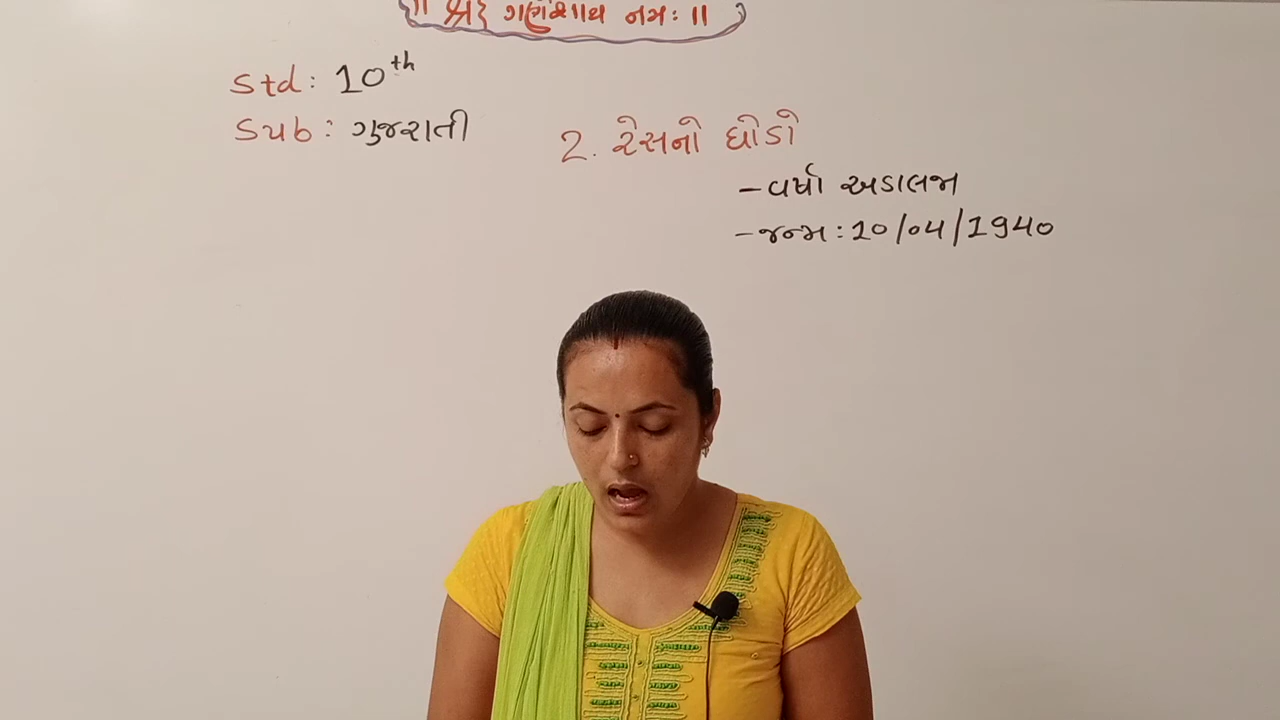 ॥ શ્રી ગણેશાય નમઃ ॥
Std: 10th
Sub: ગુજરાતી
2. રેસનો ઘોડો
- વર્ષા અડાલજા
- જન્મ : 10/04/1940